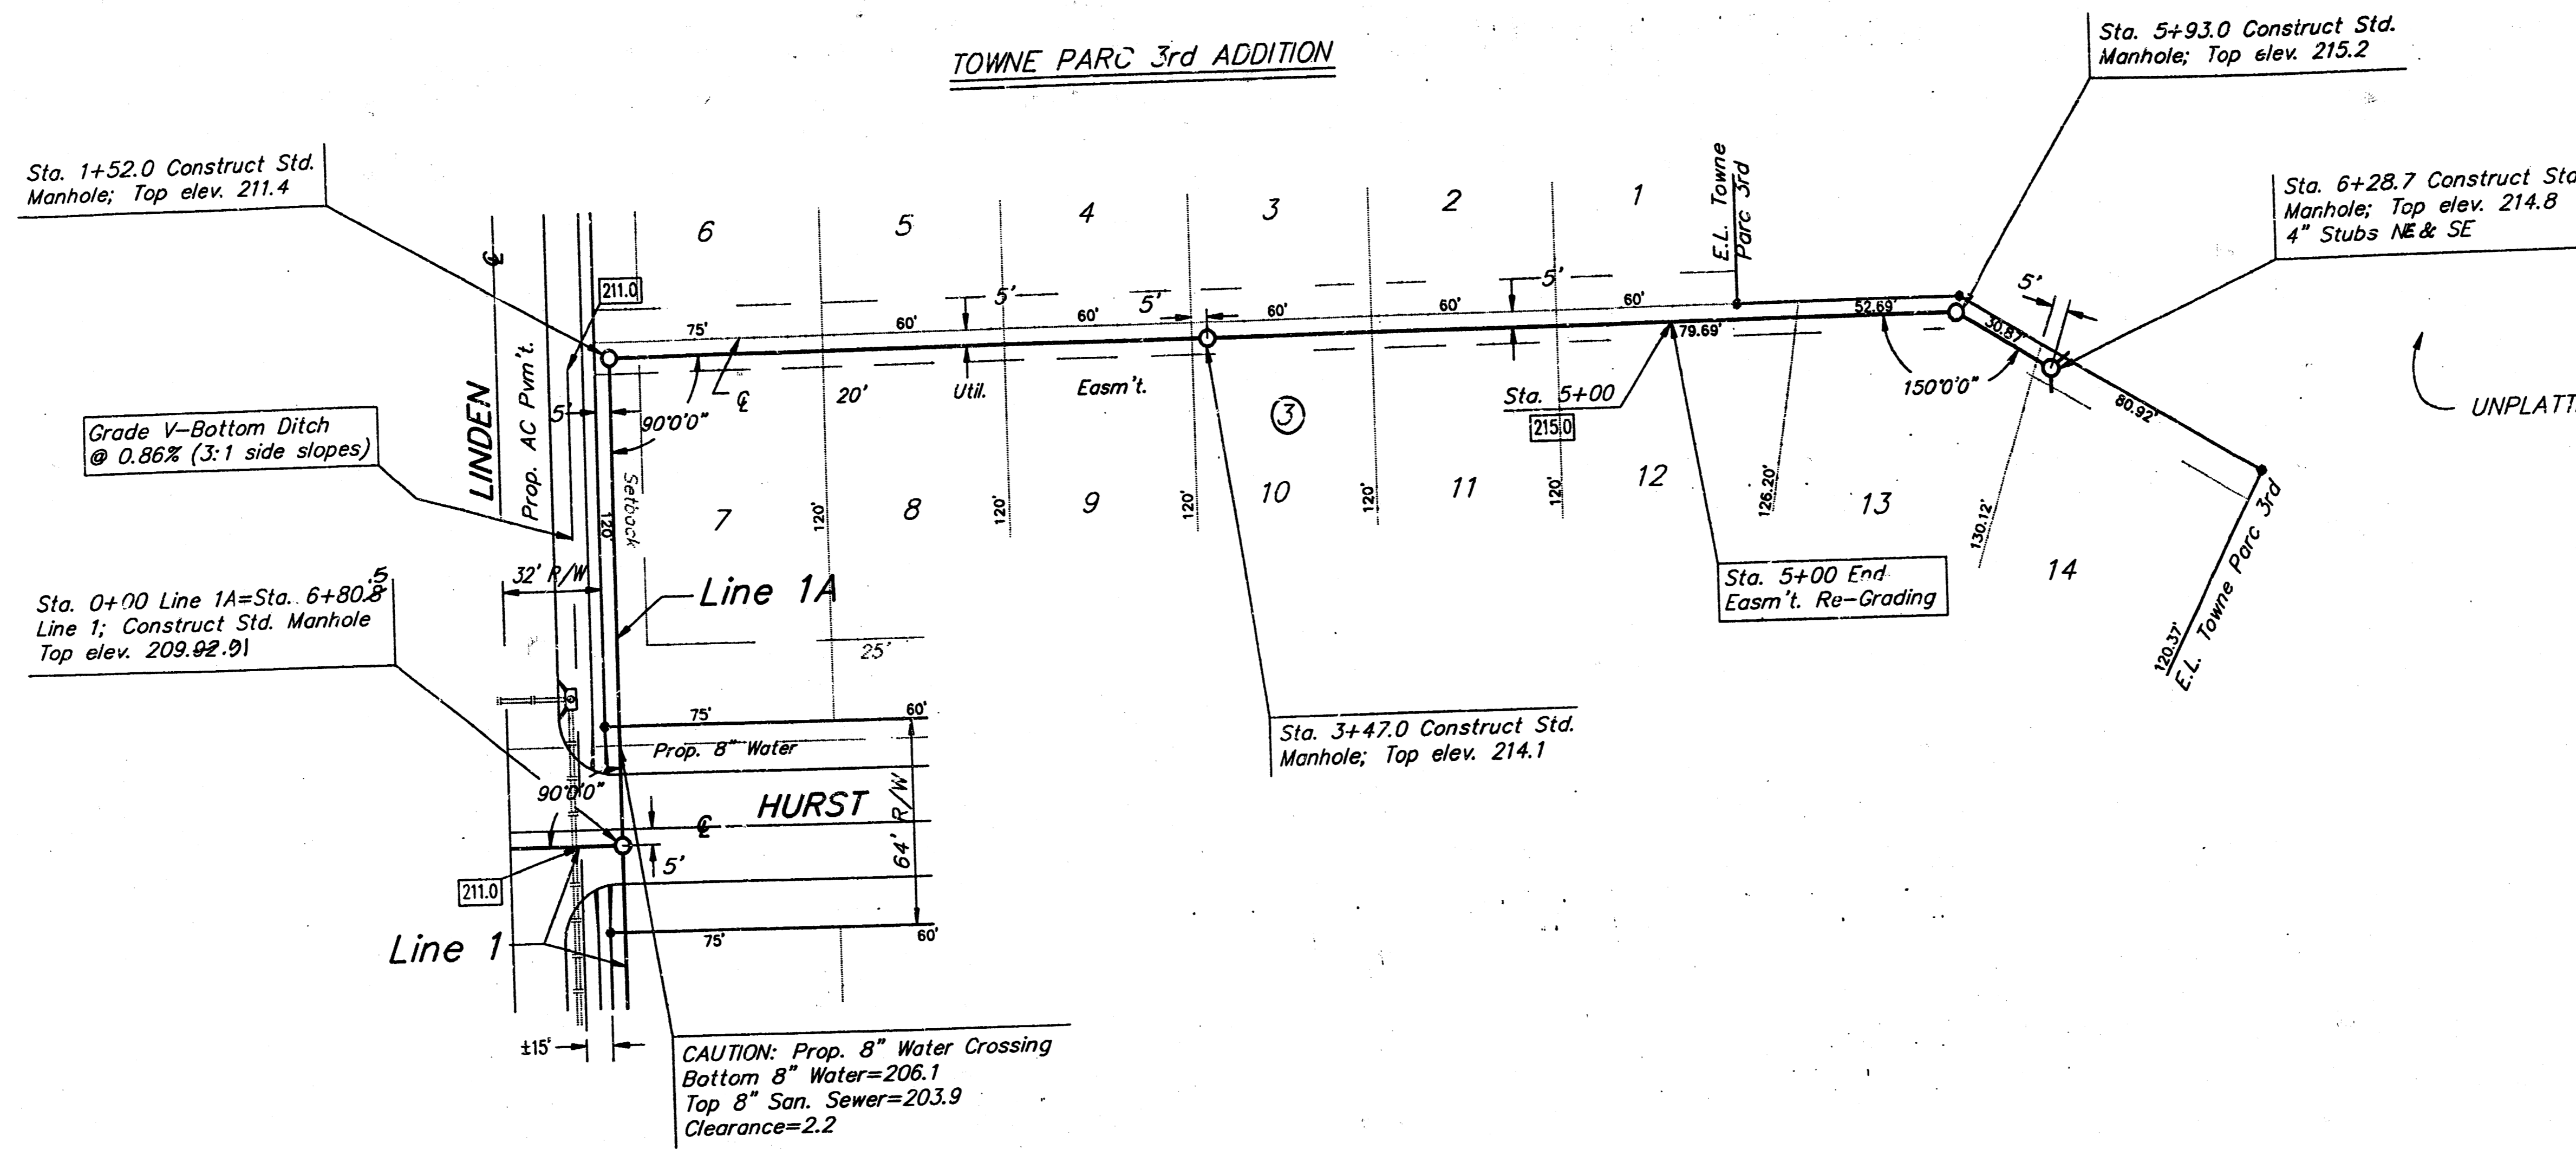 TOWNE PARC 3rd ADDITION
Sta. 5+93.0 Construct Std.
Manhole; Top elev. 215.2
Sta. 1+52.0 Construct Std.
Manhole; Top elev. 211.4
Sta. 6+28.7 Construct Std
Manhole; Top elev. 214.8
4" Stubs NE & SE
E.L. Towne
Parc 3rd
6
5
4
3
2
1
211.0
75'
60'
60'
60'
60'
60'
5'
5'
5'
5'
79.69'
52.69'
30.87'
150°0'0"
80.92'
UNPLATT
℄
LINDEN
Prop. AC Pvm't.
5'
90°0'0"
℄
20'
Util.
Easm't.
3
Sta. 5+00
215.0
Grade V-Bottom Ditch
@ 0.86% (3:1 side slopes)
Setback
120'
7
120'
8
120'
9
120'
10
120'
11
120'
12
126.20'
13
130.12'
14
120.37'
E.L. Towne Parc 3rd
Sta. 5+00 End
Easm't. Re-Grading
32' R/W
Line 1A
25'
.5
Sta. 0+00 Line 1A=Sta. 6+80.8
Line 1; Construct Std. Manhole
Top elev. 209.92.91
75'
60'
Prop. 8" Water
Sta. 3+47.0 Construct Std.
Manhole; Top elev. 214.1
90°0'0"
HURST
℄
64' R/W
5'
211.0
Line 1
75'
60'
±15'
CAUTION: Prop. 8" Water Crossing
Bottom 8" Water=206.1
Top 8" San. Sewer=203.9
Clearance=2.2